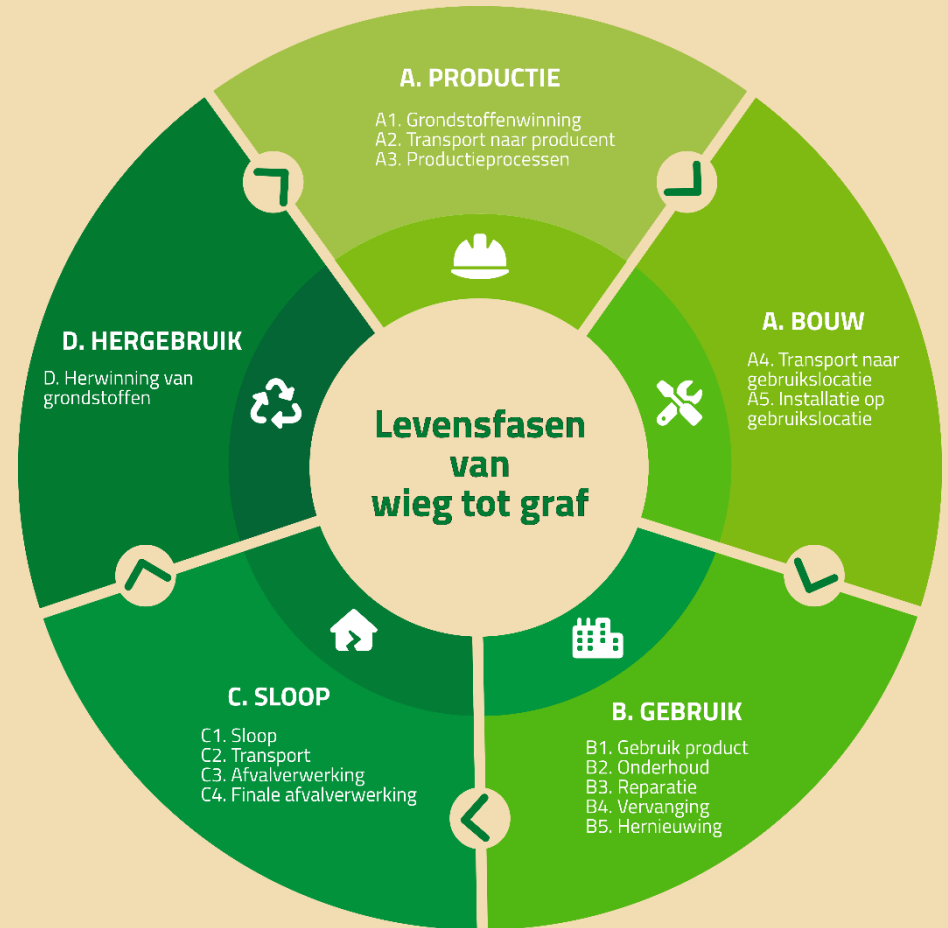 A. PRODUCTIE
A1. Grondstoffenwinning
A2. Transport naar producent
A3. Productieprocessen
A. BOUW
A4. Transport naar
gebruikslocatie
A5. Installatie op
gebruikslocatie
B. GEBRUIK
B1. Gebruik product
B2. Onderhoud
B3. Reparatie
B4. Vervanging
B5. Hernieuwing
C. SLOOP
C1. Sloop
C2. Transport
C3. Afvalverwerking
C4. Finale afvalverwerking
D. HERGEBRUIK
D. Herwinning van
grondstoffen
Levensfasen
van
wieg tot graf